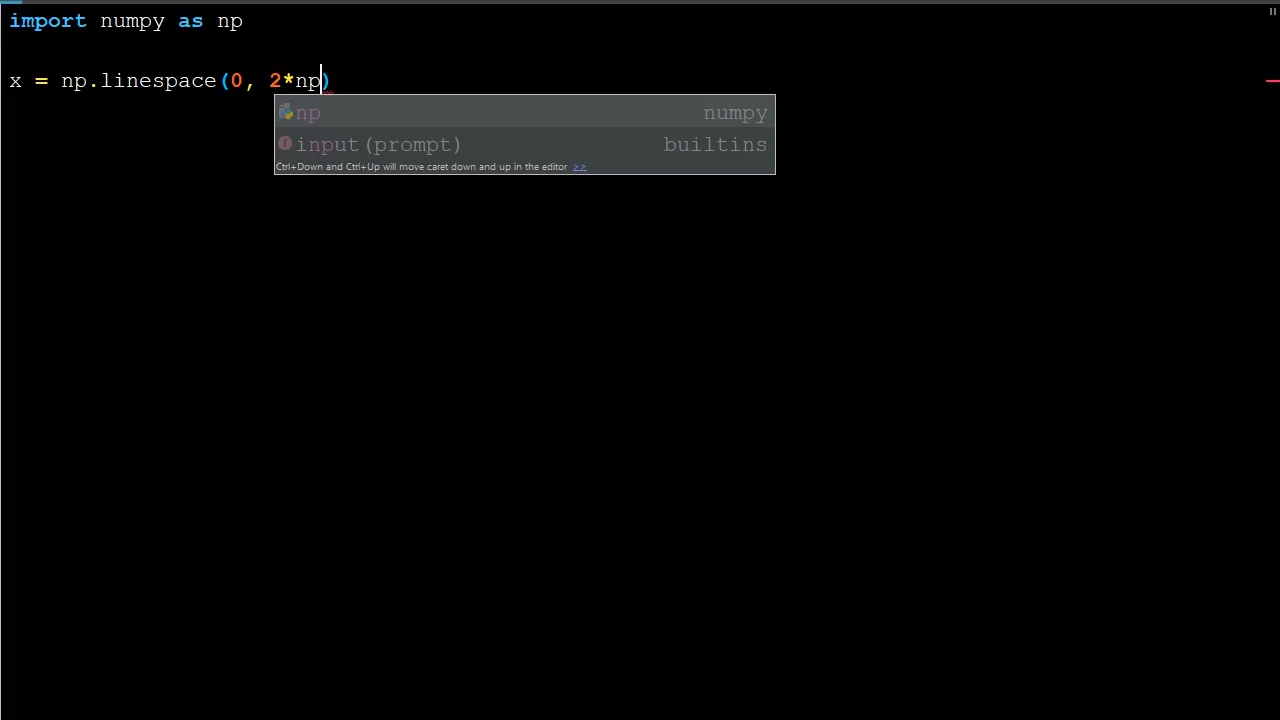 import numpy as np
x = np.linespace(0, 2*np)
np numpy
input(prompt) builtins
Ctrl+Down and Ctrl+Up will move caret down and up in the editor >>